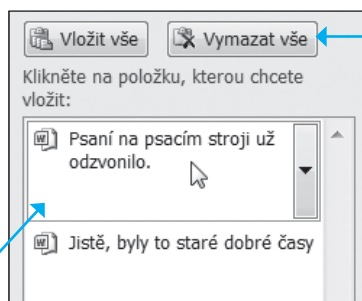 Vložit vše Vymazat vše
Klikněte na položku, kterou chcete
vložit:
Psaní na psacím stroji už
odzvonilo.
Jistě, byly to staré dobré časy